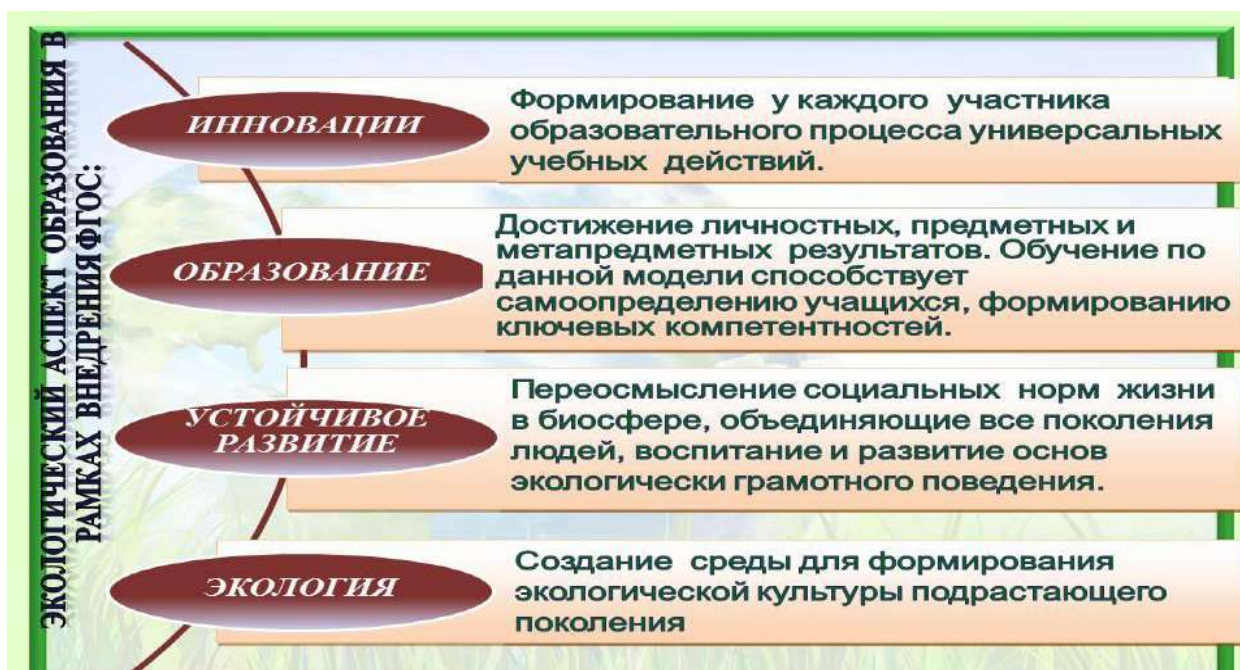 ЭКОЛОГИЧЕСКИЙ АСПЕКТ ОБРАЗОВАНИЯ В
РАМКАХ ВНЕДРЕНИЯ ФГОС:
ИННОВАЦИИ
Формирование у каждого участника
образовательного процесса универсальных
учебных действий.
ОБРАЗОВАНИЕ
Достижение личностных, предметных и
метапредметных результатов. Обучение по
данной модели способствует
самоопределению учащихся, формированию
ключевых компетентностей.
УСТОЙЧИВОЕ
РАЗВИТИЕ
Переосмысление социальных норм жизни
в биосфере, объединяющие все поколения
людей, воспитание и развитие основ
экологически грамотного поведения.
ЭКОЛОГИЯ
Создание среды для формирования
экологической культуры подрастающего
поколения